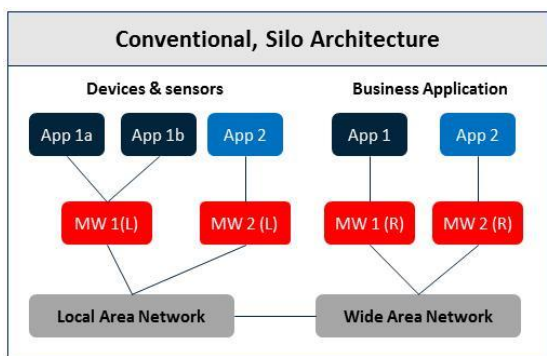 Conventional, Silo Architecture
Devices & sensors
Business Application
App 1a
App 1b
App 2
App 1
App 2
MW 1(L)
MW 2 (L)
MW 1 (R)
MW 2 (R)
Local Area Network
Wide Area Network